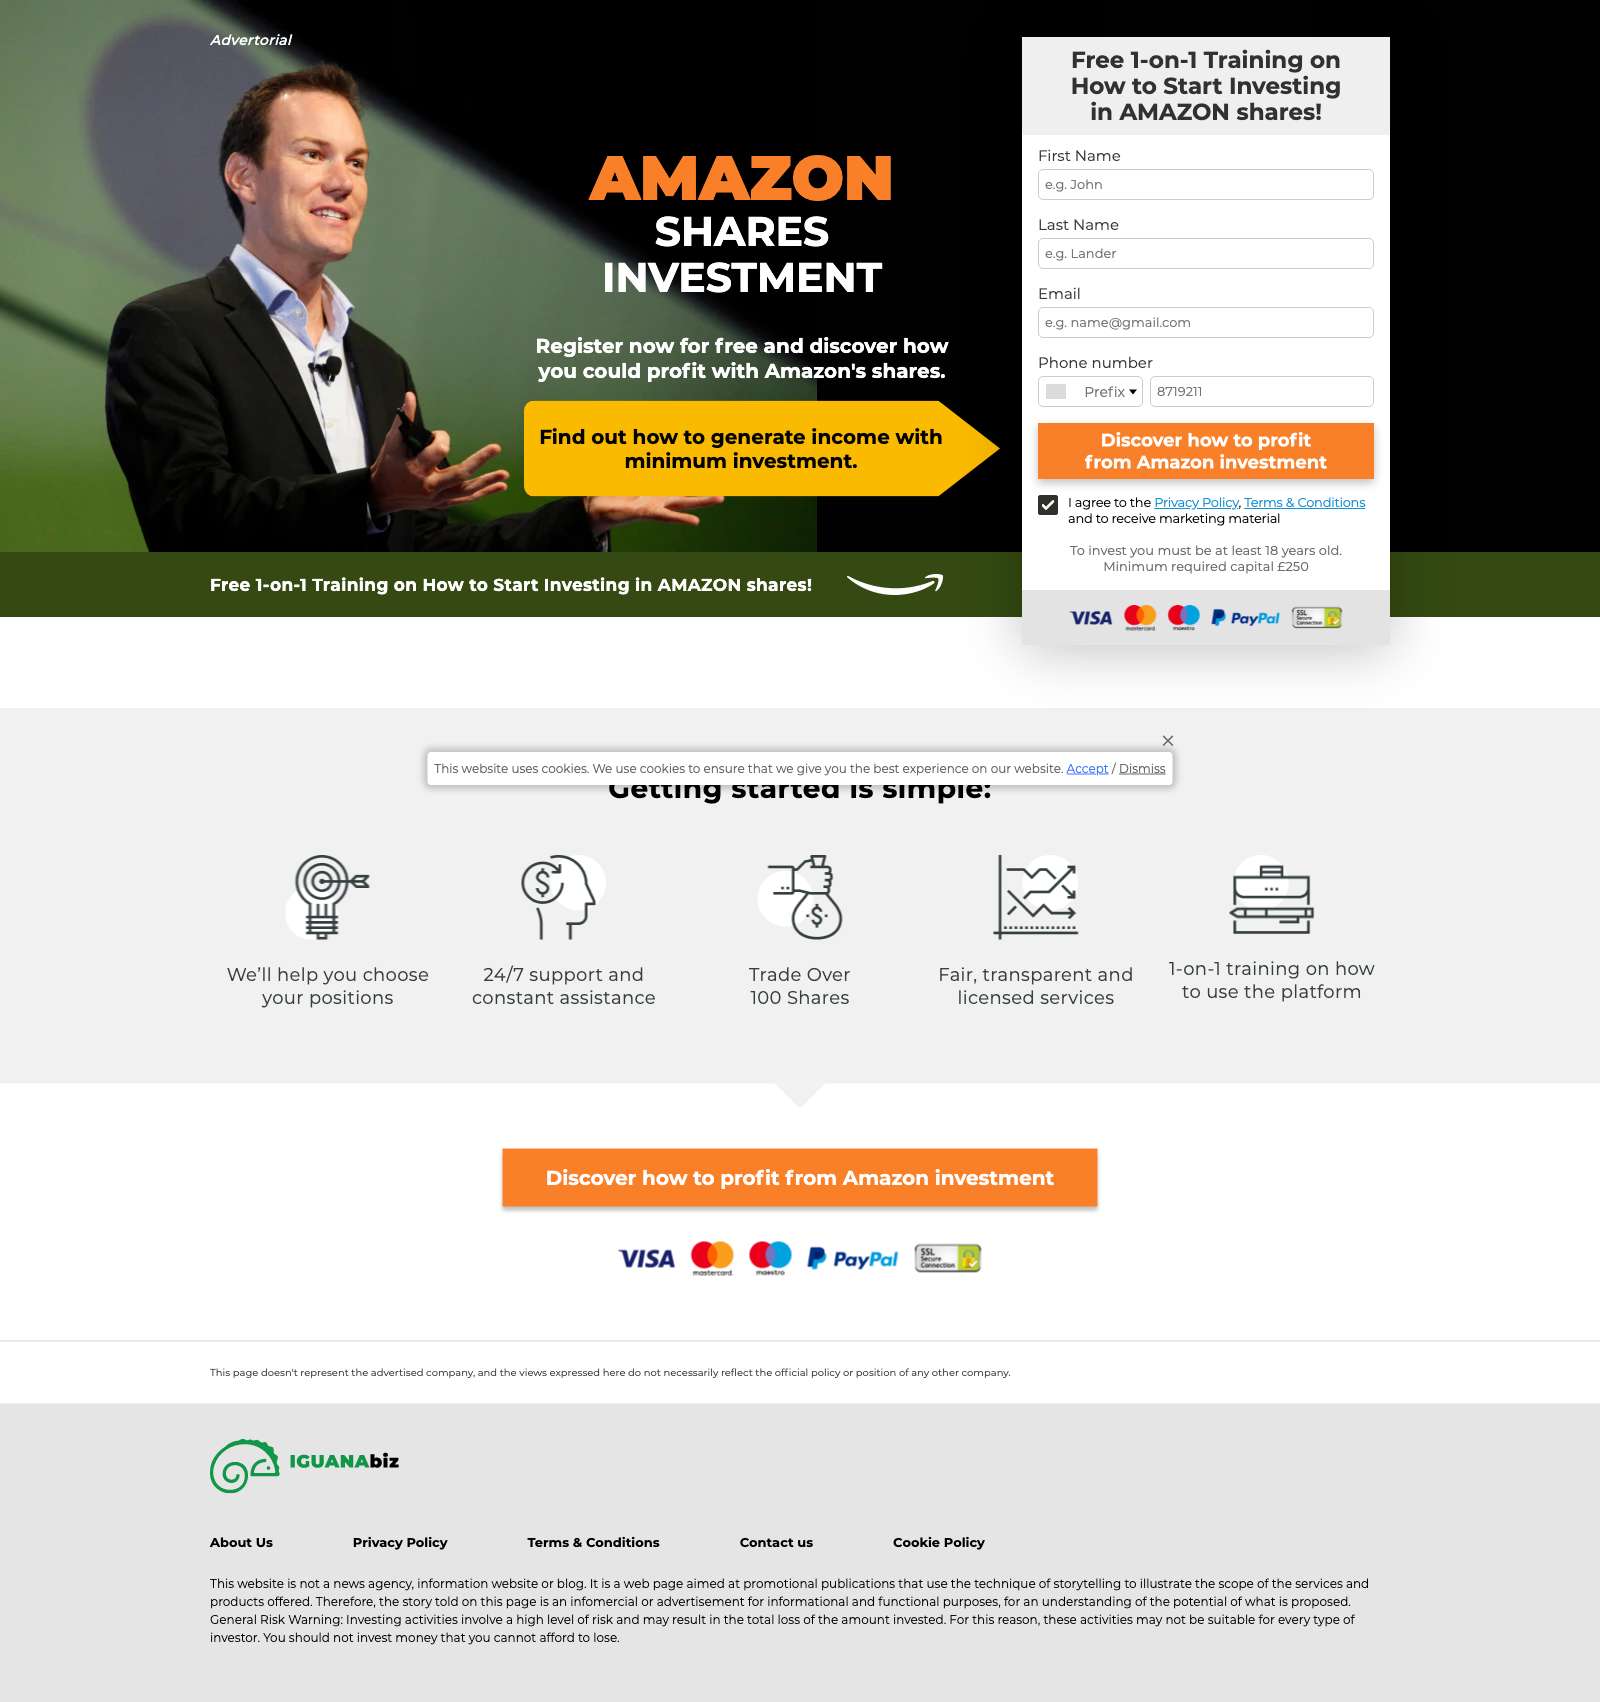 Advertorial
AMAZON
SHARES
INVESTMENT
Register now for free and discover how
you could profit with Amazon's shares.
Find out how to generate income with
minimum investment.
Free 1-on-1 Training on
How to Start Investing
in AMAZON shares!
First Name
e.g. John
Last Name
e.g. Lander
Email
e.g. name@gmail.com
Phone number
Prefix 8719211
Discover how to profit
from Amazon investment
I agree to the Privacy Policy, Terms & Conditions
and to receive marketing material
To invest you must be at least 18 years old.
Minimum required capital £250
VISA mastercard maestro PayPal SSL Secure Connection
Free 1-on-1 Training on How to Start Investing in AMAZON shares!
This website uses cookies. We use cookies to ensure that we give you the best experience on our website. Accept / Dismiss
Getting started is simple:
We'll help you choose
your positions
24/7 support and
constant assistance
Trade Over
100 Shares
Fair, transparent and
licensed services
1-on-1 training on how
to use the platform
Discover how to profit from Amazon investment
VISA mastercard maestro PayPal SSL Secure Connection
This page doesn't represent the advertised company, and the views expressed here do not necessarily reflect the official policy or position of any other company.
IGUANAbiz
About Us Privacy Policy Terms & Conditions Contact us Cookie Policy
This website is not a news agency, information website or blog. It is a web page aimed at promotional publications that use the technique of storytelling to illustrate the scope of the services and
products offered. Therefore, the story told on this page is an infomercial or advertisement for informational and functional purposes, for an understanding of the potential of what is proposed.
General Risk Warning: Investing activities involve a high level of risk and may result in the total loss of the amount invested. For this reason, these activities may not be suitable for every type of
investor. You should not invest money that you cannot afford to lose.